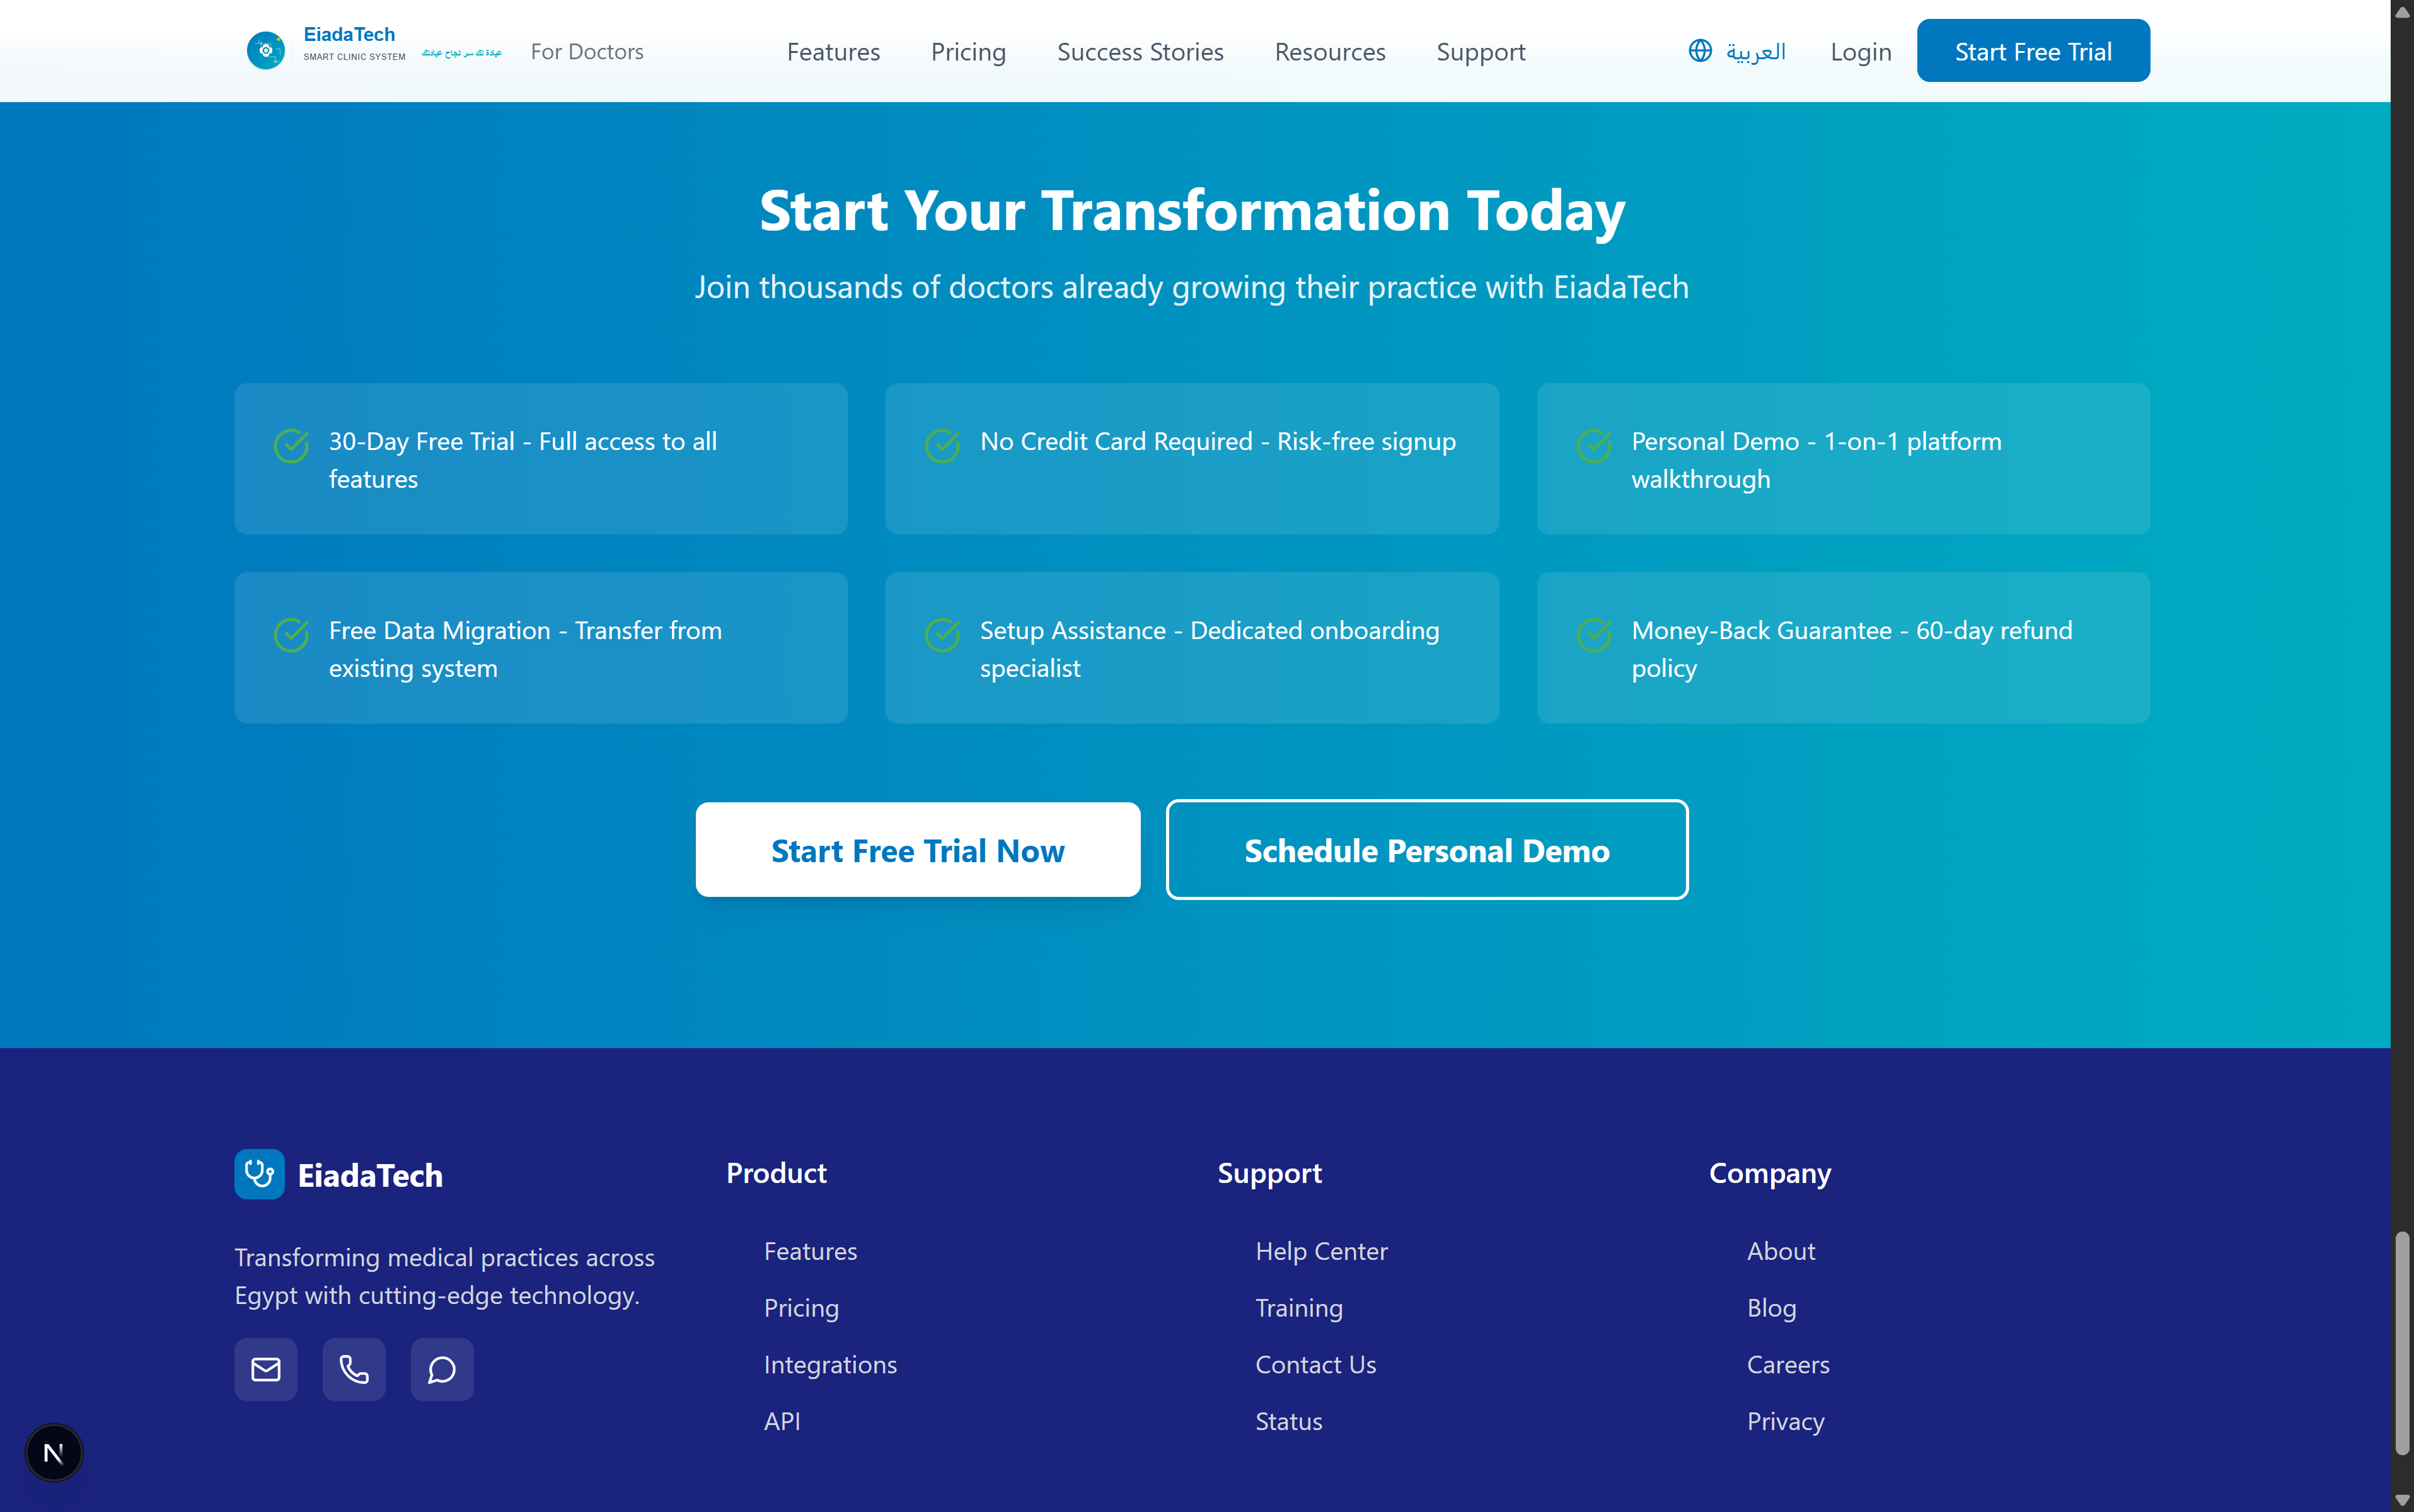 EiadaTech
SMART CLINIC SYSTEM
عيادة تك سر نجاح عيادتك
For Doctors
Features
Pricing
Success Stories
Resources
Support
العربية
Login
Start Free Trial
Start Your Transformation Today
Join thousands of doctors already growing their practice with EiadaTech
30-Day Free Trial - Full access to all
features
No Credit Card Required - Risk-free signup
Personal Demo - 1-on-1 platform
walkthrough
Free Data Migration - Transfer from
existing system
Setup Assistance - Dedicated onboarding
specialist
Money-Back Guarantee - 60-day refund
policy
Start Free Trial Now
Schedule Personal Demo
EiadaTech
Transforming medical practices across
Egypt with cutting-edge technology.
Product
Features
Pricing
Integrations
API
Support
Help Center
Training
Contact Us
Status
Company
About
Blog
Careers
Privacy
N